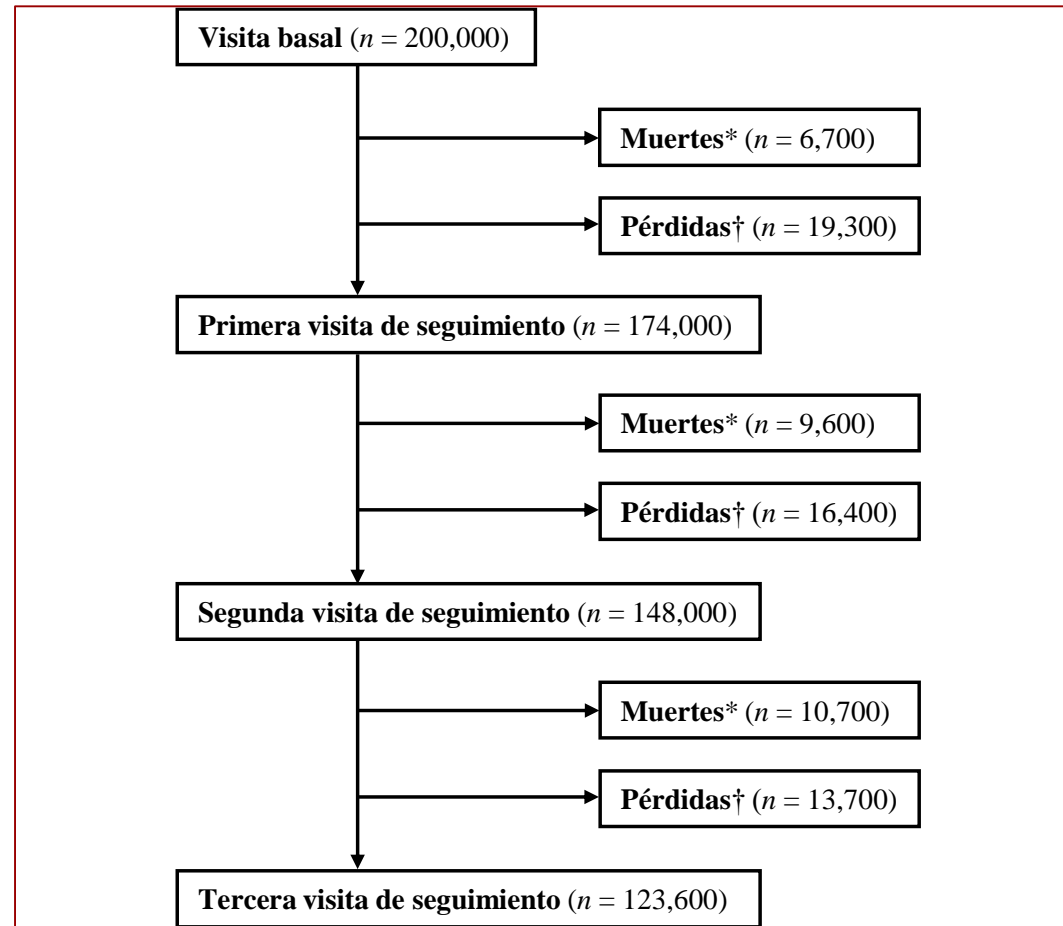 Visita basal (n = 200,000)
Muertes* (n = 6,700)
Pérdidas† (n = 19,300)
Primera visita de seguimiento (n = 174,000)
Muertes* (n = 9,600)
Pérdidas† (n = 16,400)
Segunda visita de seguimiento (n = 148,000)
Muertes* (n = 10,700)
Pérdidas† (n = 13,700)
Tercera visita de seguimiento (n = 123,600)